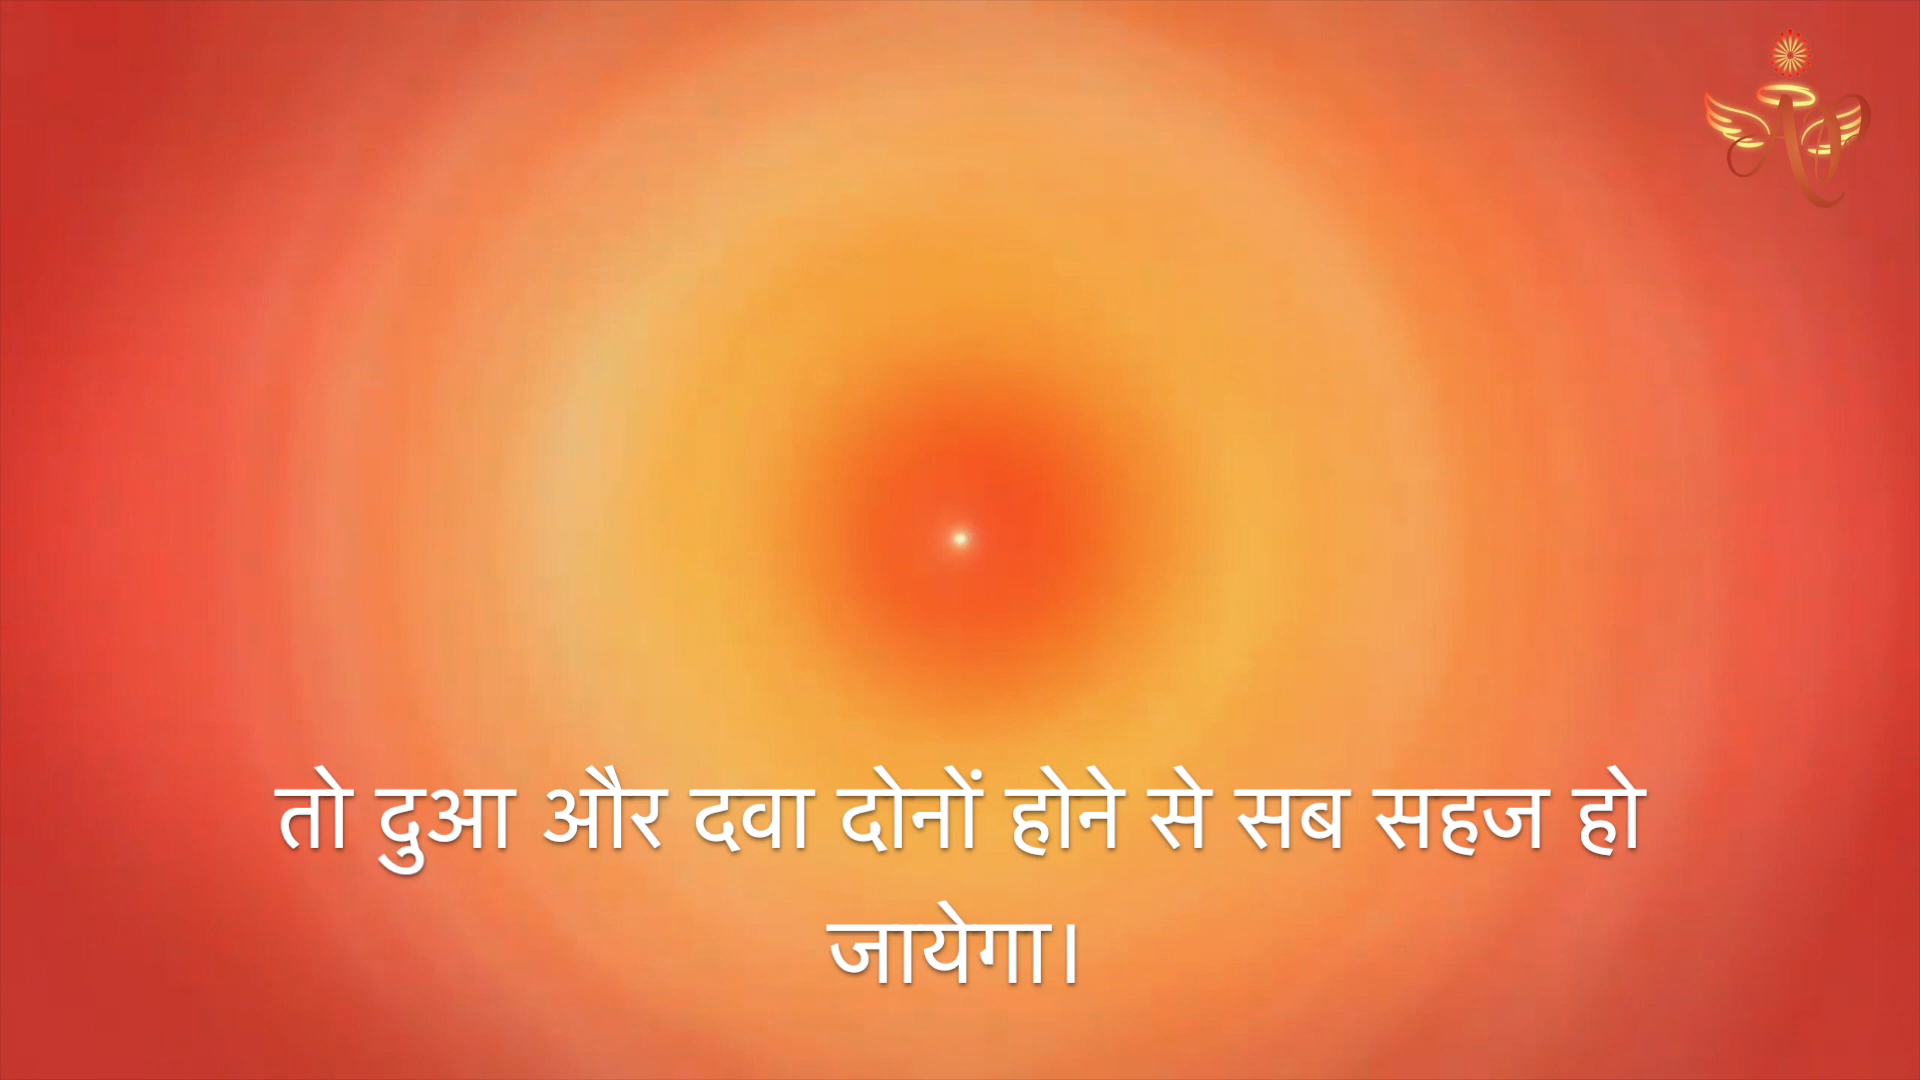 तो दुआ और दवा दोनों होने से सब सहज हो
जायेगा।